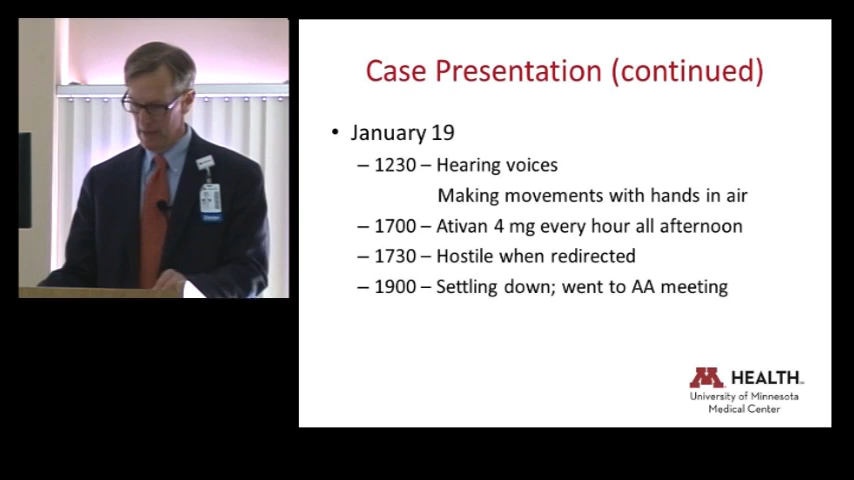 Case Presentation (continued)
• January 19
– 1230 – Hearing voices
Making movements with hands in air
– 1700 – Ativan 4 mg every hour all afternoon
– 1730 – Hostile when redirected
– 1900 – Settling down; went to AA meeting
M HEALTH
University of Minnesota
Medical Center